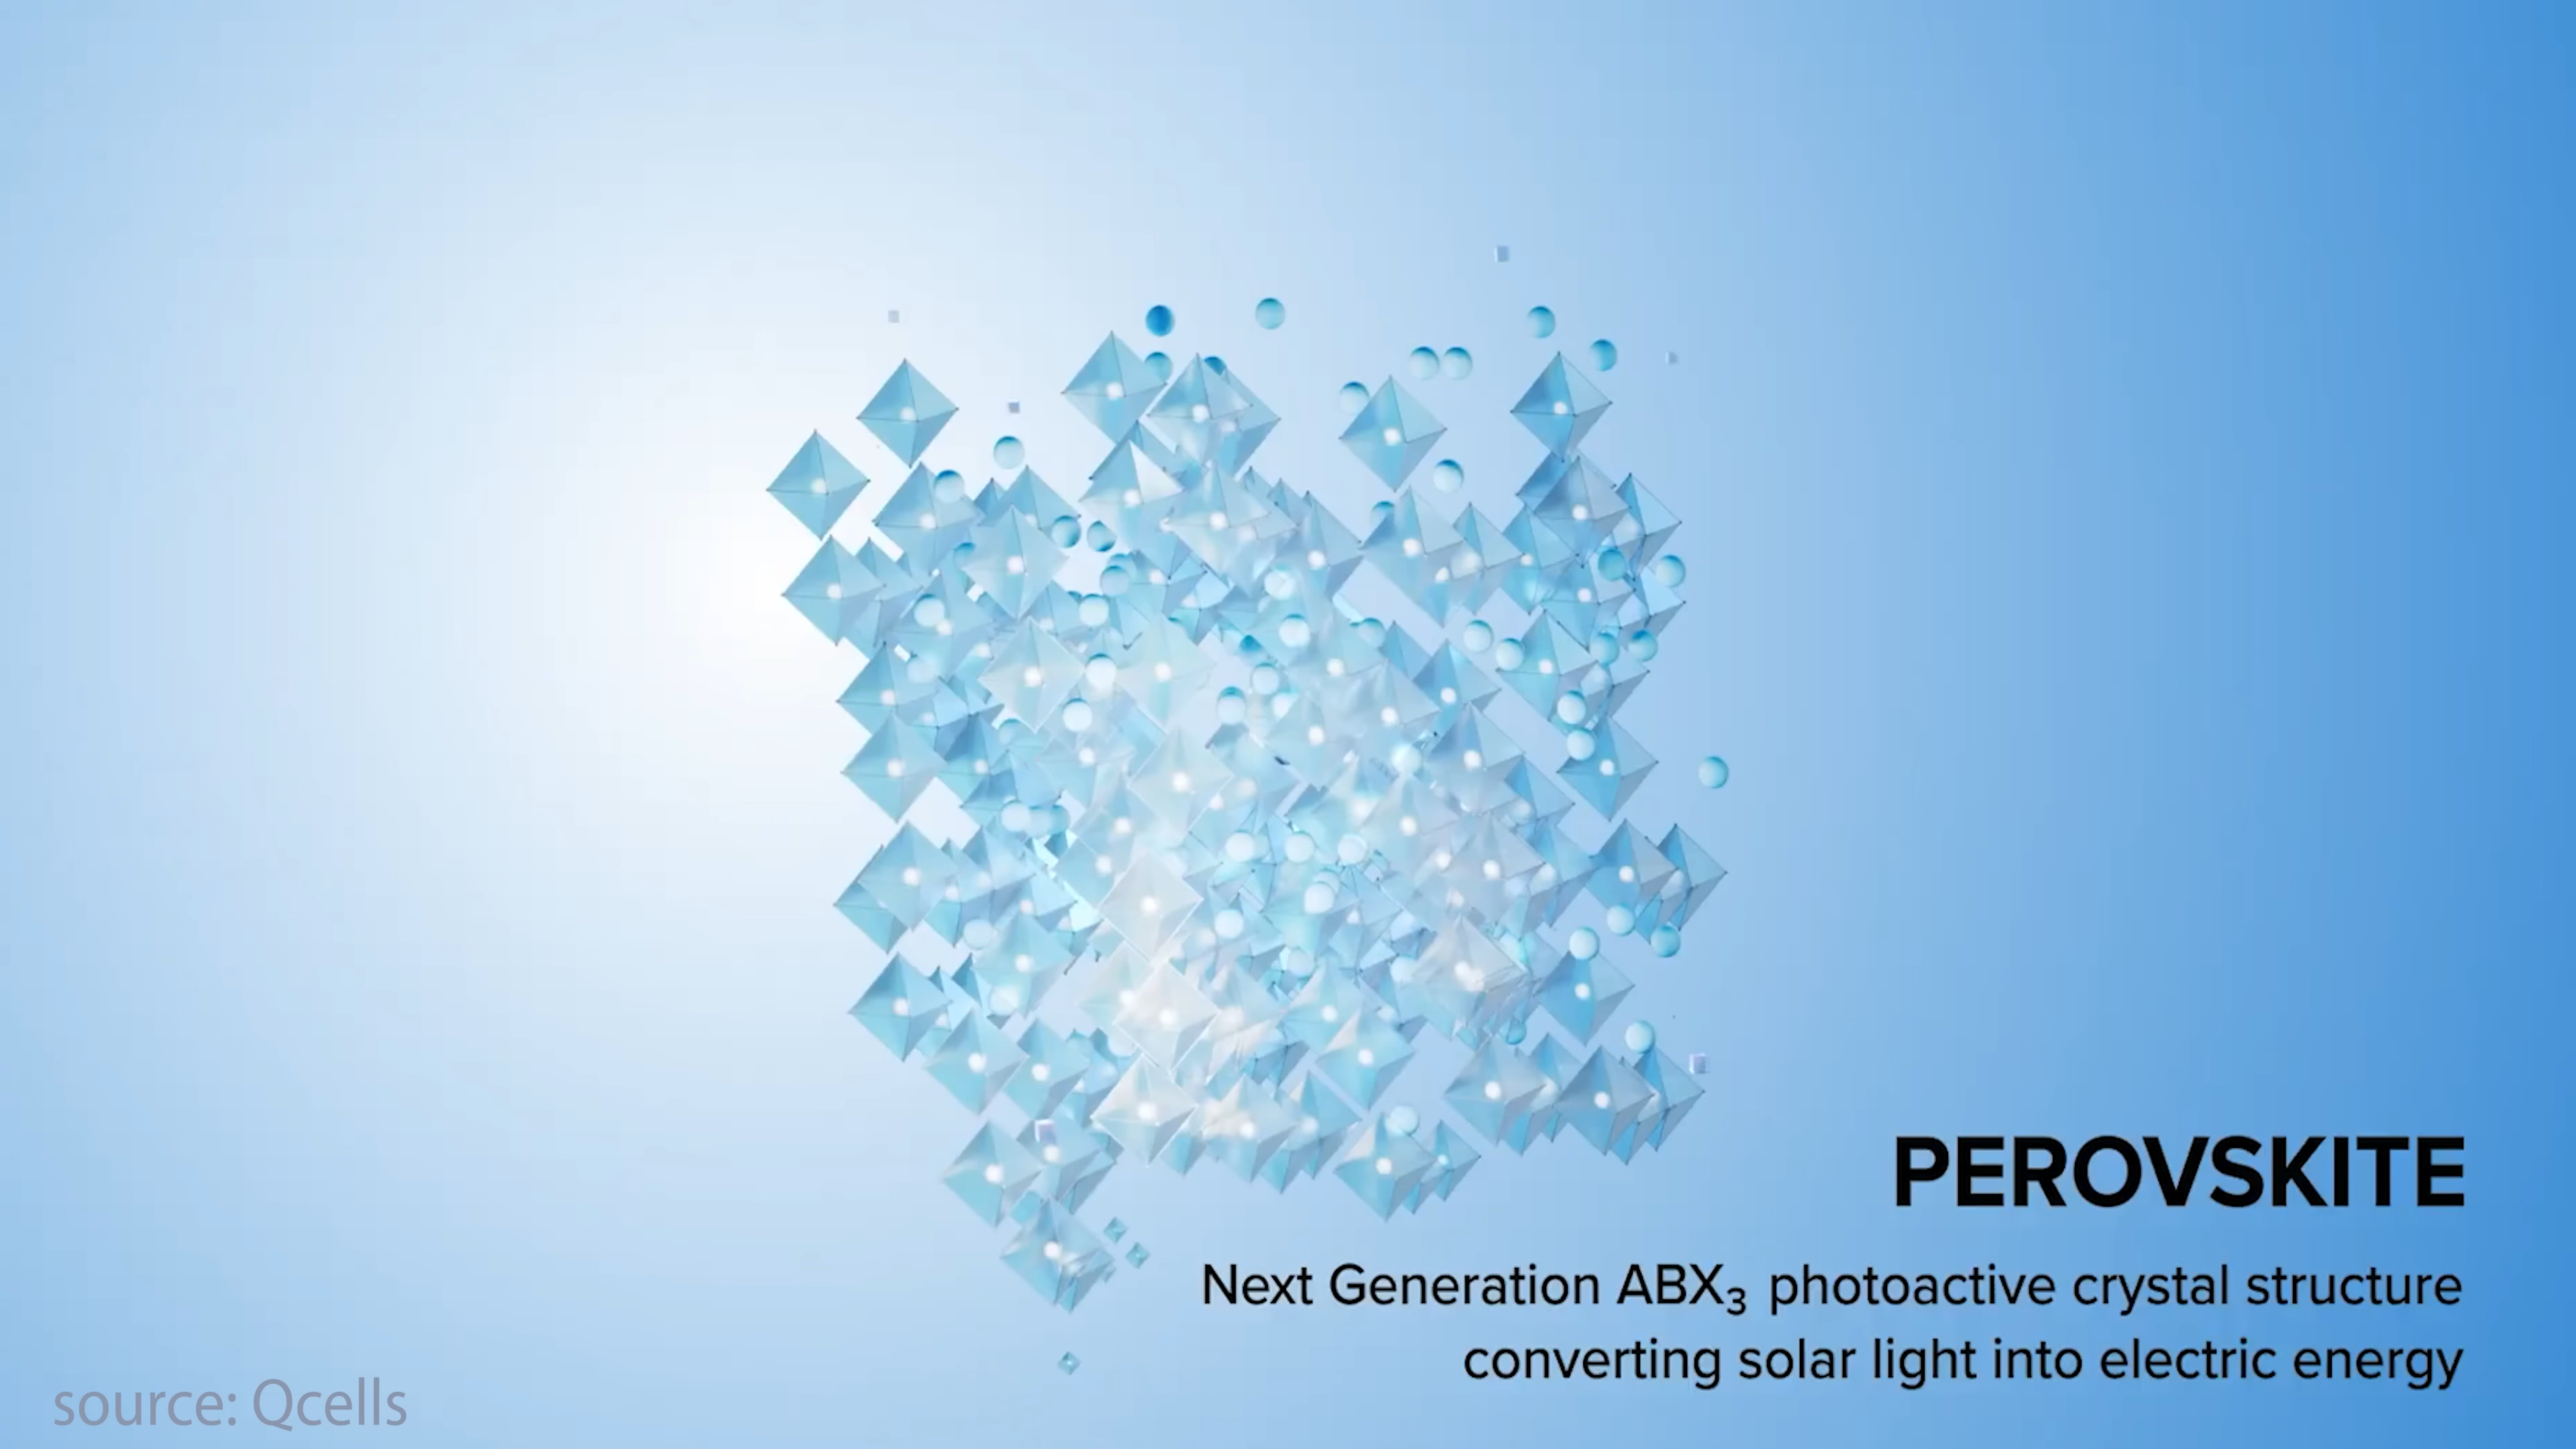 PEROVSKITE
Next Generation ABX₃ photoactive crystal structure
converting solar light into electric energy
source: Qcells